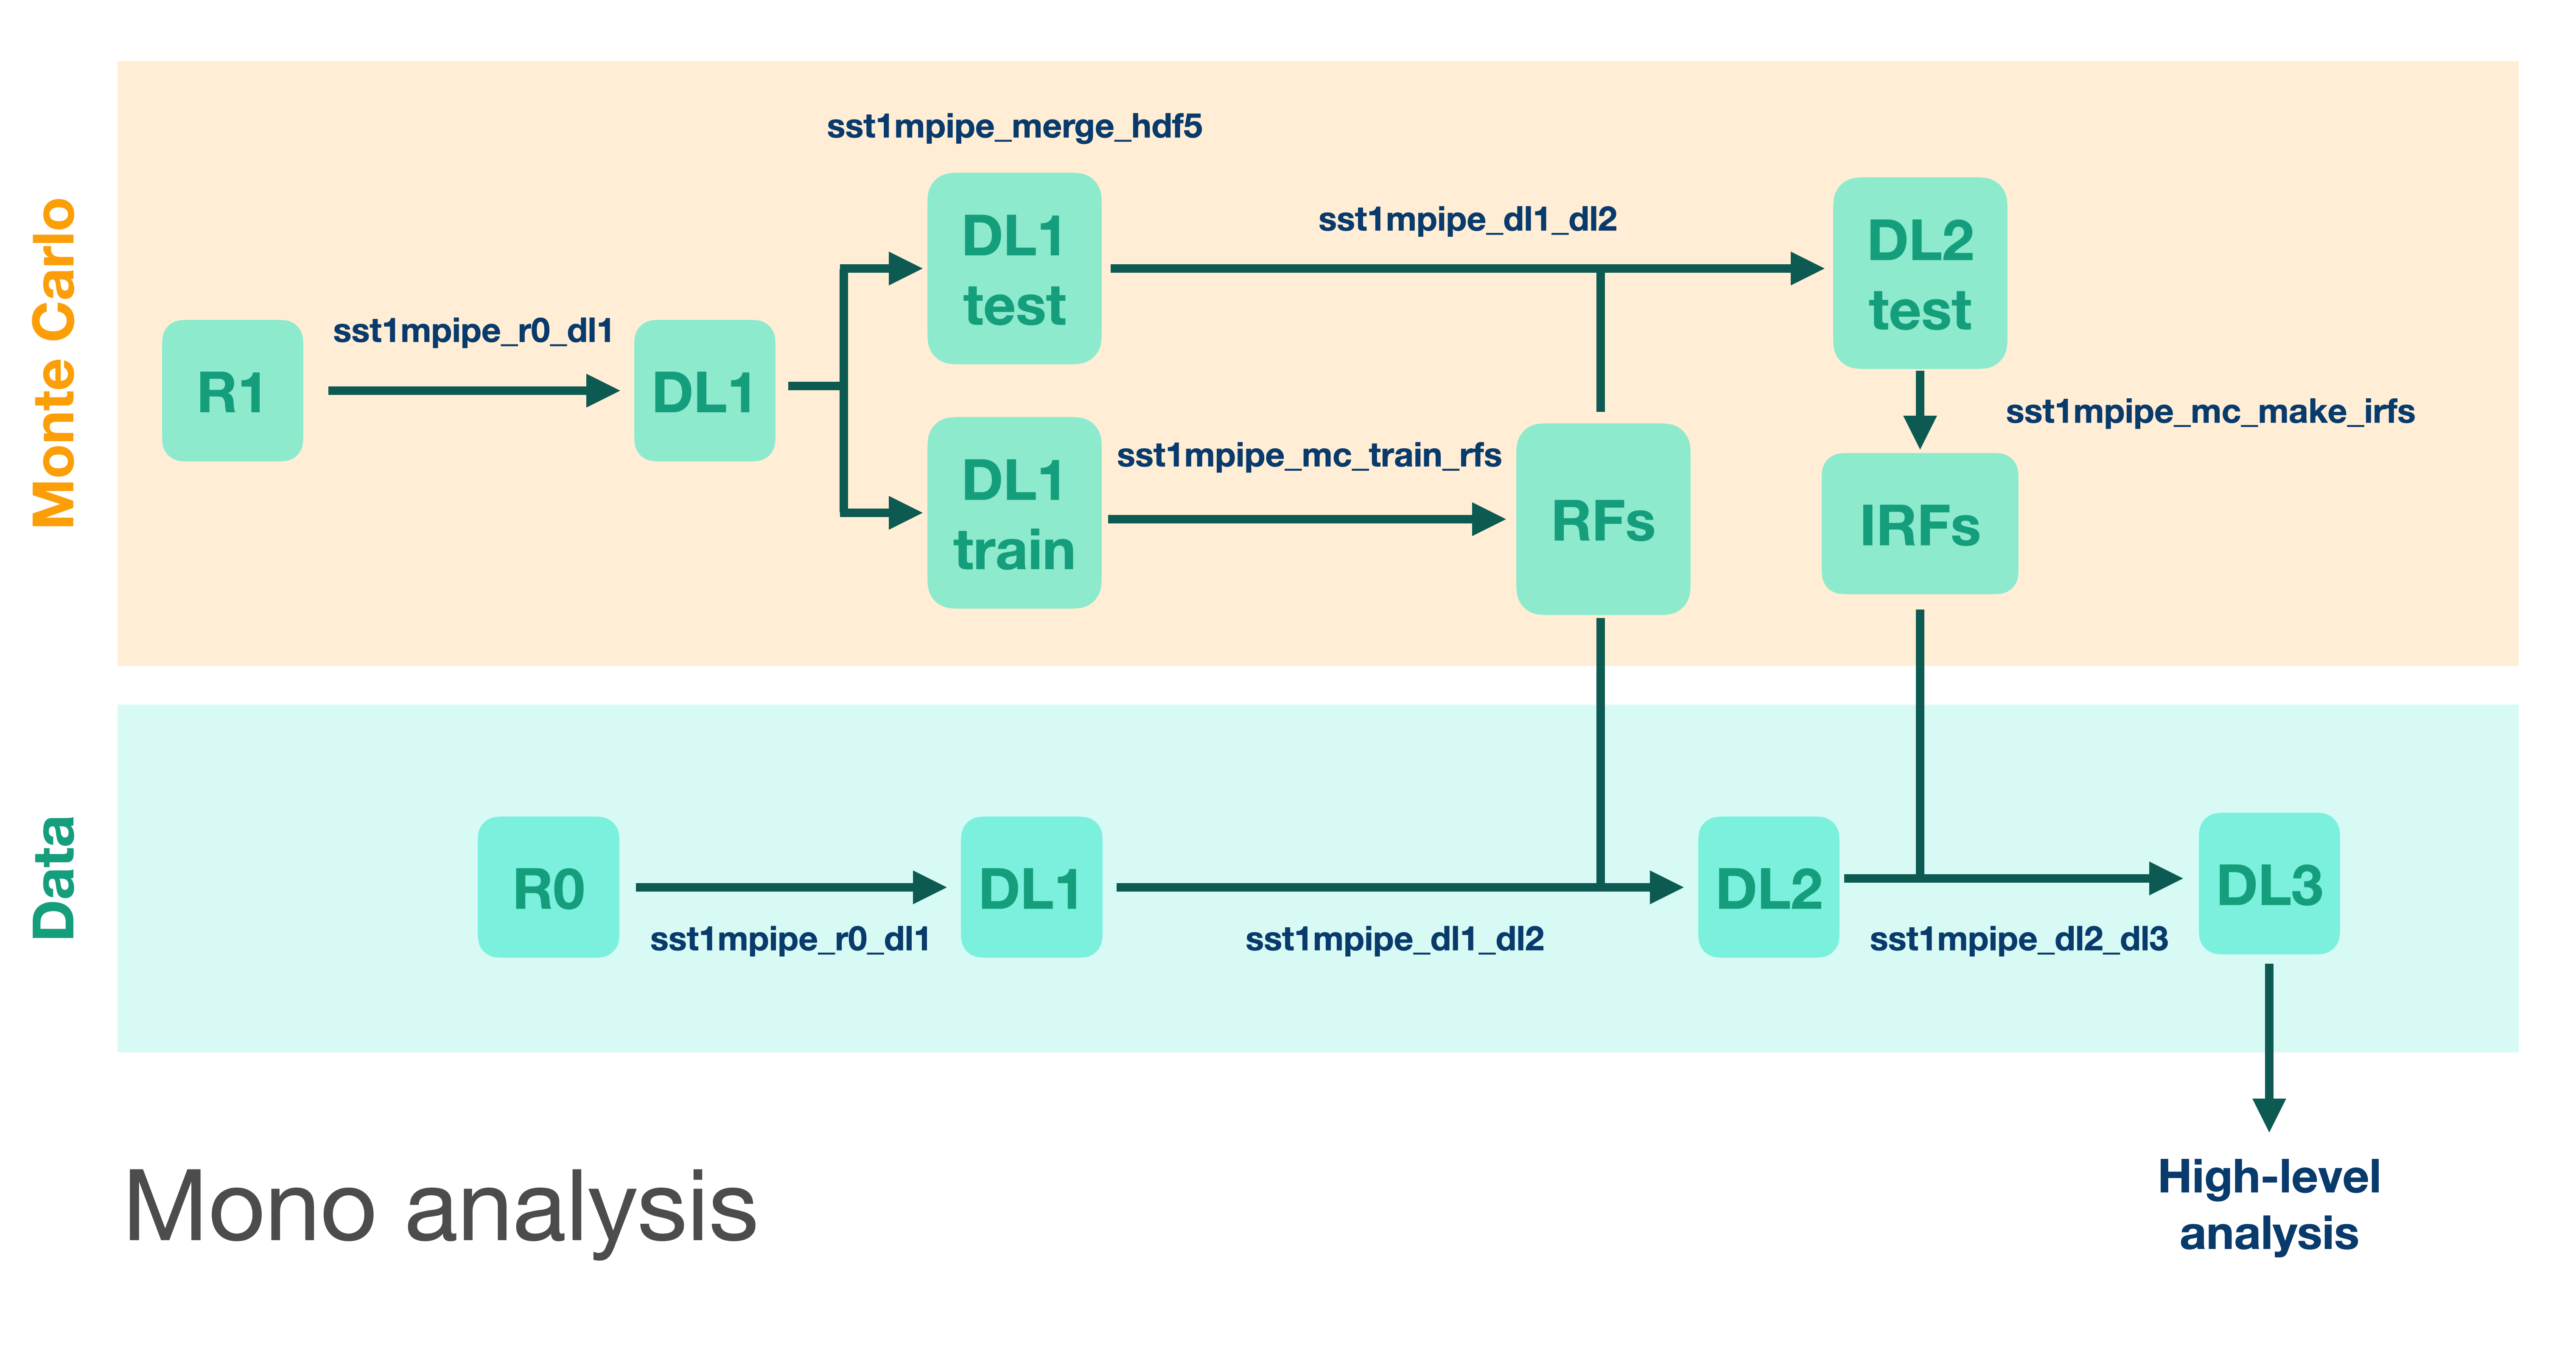 Monte Carlo
sst1mpipe_merge_hdf5
sst1mpipe_r0_dl1
R1
DL1
DL1
test
DL1
train
sst1mpipe_dl1_dl2
sst1mpipe_mc_train_rfs
RFs
DL2
test
sst1mpipe_mc_make_irfs
IRFs
Data
R0
sst1mpipe_r0_dl1
DL1
sst1mpipe_dl1_dl2
DL2
sst1mpipe_dl2_dl3
DL3
High-level
analysis
Mono analysis